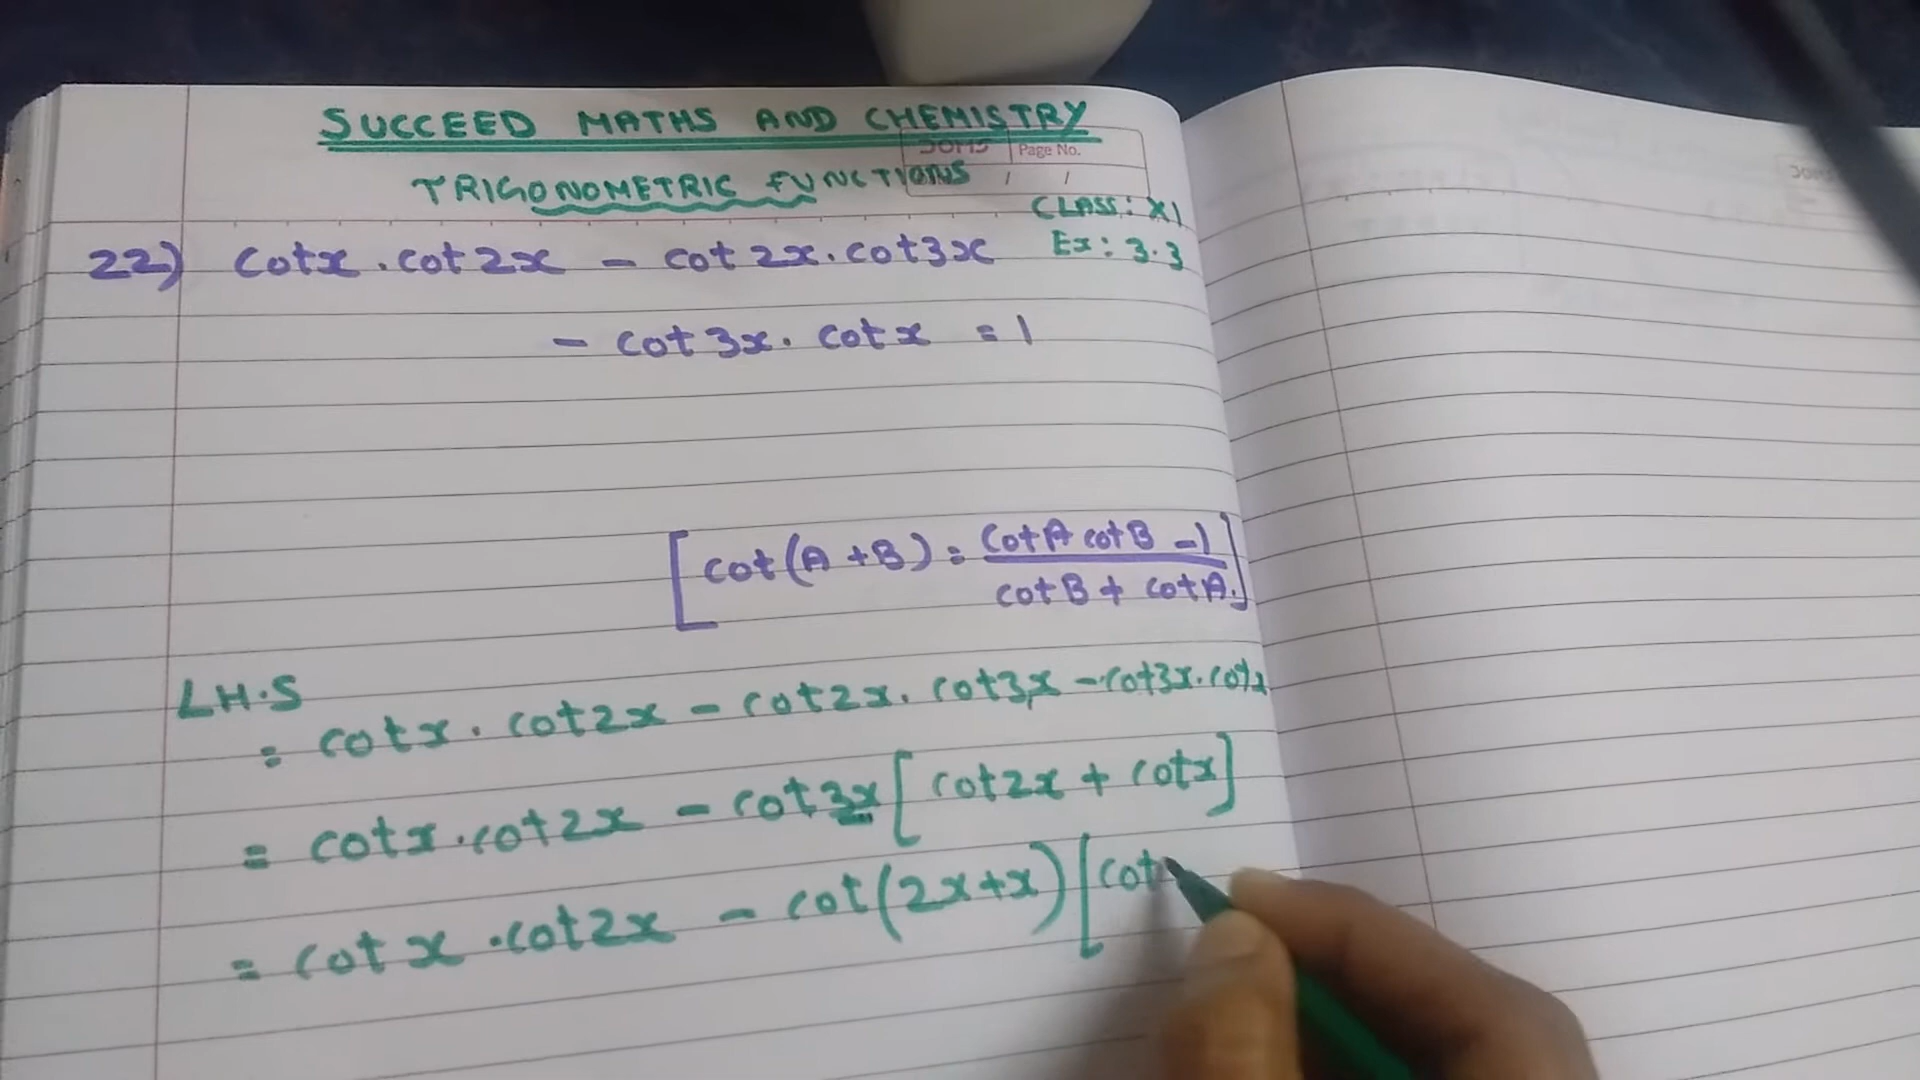 SUCCEED MATHS AND CHEMISTRY
Page No.
TRIGONOMETRIC FUNCTIONS
CLASS: XI
Ex: 3.3
22) cotx . cot2x - cot2x. cot3x
- cot3x. cotx = 1
[cot(A+B) = (cotA cotB -1)/(cotB + cotA.)]
L.H.S
= cotx. cot2x - cot2x. cot3x - cot3x. cotx
= cotx.cot2x - cot3x[cot2x + cotx]
= cotx .cot2x - cot(2x+x)[cot